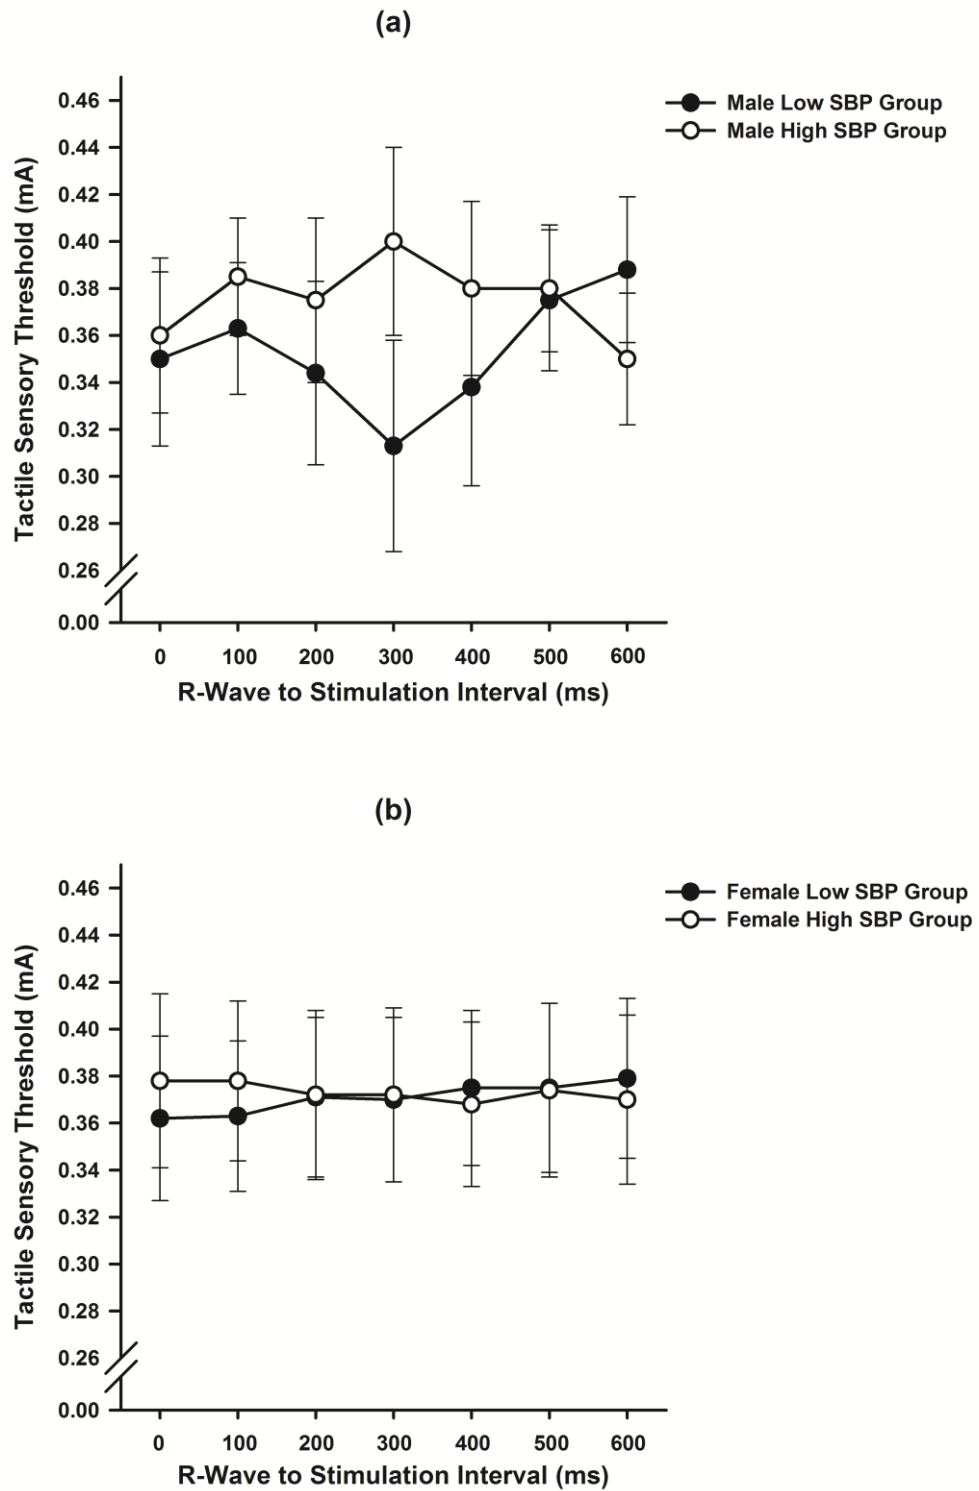 (a)
Tactile Sensory Threshold (mA)
0.46
0.44
0.42
0.40
0.38
0.36
0.34
0.32
0.30
0.28
0.26
0.00
0 100 200 300 400 500 600
R-Wave to Stimulation Interval (ms)
Male Low SBP Group
Male High SBP Group
(b)
Tactile Sensory Threshold (mA)
0.46
0.44
0.42
0.40
0.38
0.36
0.34
0.32
0.30
0.28
0.26
0.00
0 100 200 300 400 500 600
R-Wave to Stimulation Interval (ms)
Female Low SBP Group
Female High SBP Group